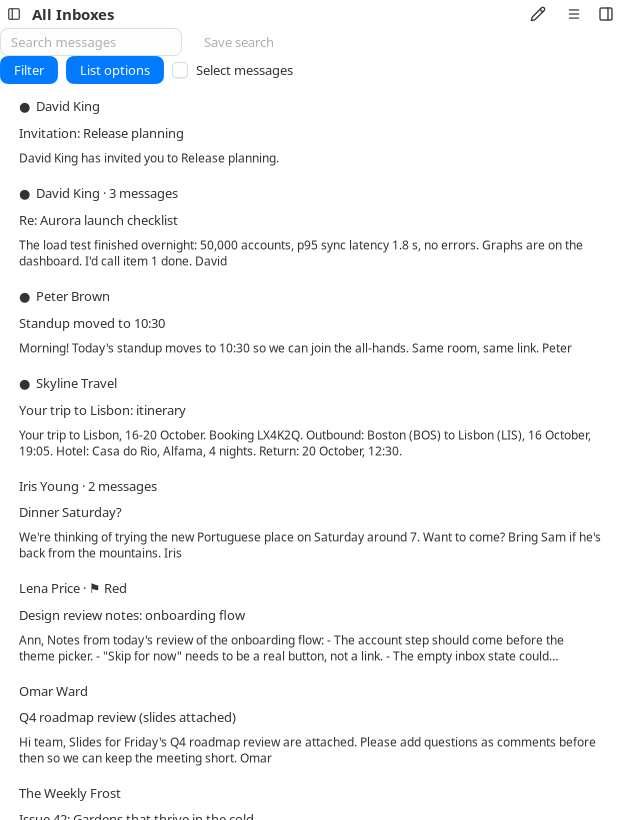 All Inboxes
Search messages
Save search
Filter
List options
Select messages
● David King
Invitation: Release planning
David King has invited you to Release planning.
● David King · 3 messages
Re: Aurora launch checklist
The load test finished overnight: 50,000 accounts, p95 sync latency 1.8 s, no errors. Graphs are on the
dashboard. I'd call item 1 done. David
● Peter Brown
Standup moved to 10:30
Morning! Today's standup moves to 10:30 so we can join the all-hands. Same room, same link. Peter
● Skyline Travel
Your trip to Lisbon: itinerary
Your trip to Lisbon, 16-20 October. Booking LX4K2Q. Outbound: Boston (BOS) to Lisbon (LIS), 16 October,
19:05. Hotel: Casa do Rio, Alfama, 4 nights. Return: 20 October, 12:30.
Iris Young · 2 messages
Dinner Saturday?
We're thinking of trying the new Portuguese place on Saturday around 7. Want to come? Bring Sam if he's
back from the mountains. Iris
Lena Price · ⚑ Red
Design review notes: onboarding flow
Ann, Notes from today's review of the onboarding flow: - The account step should come before the
theme picker. - "Skip for now" needs to be a real button, not a link. - The empty inbox state could…
Omar Ward
Q4 roadmap review (slides attached)
Hi team, Slides for Friday's Q4 roadmap review are attached. Please add questions as comments before
then so we can keep the meeting short. Omar
The Weekly Frost
Issue 42: Gardens that thrive in the cold